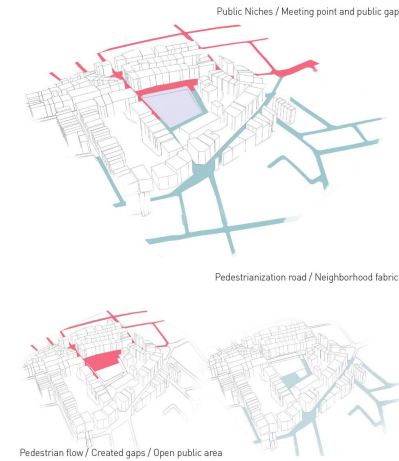 Public Niches / Meeting point and public gap
Pedestrianization road / Neighborhood fabric
Pedestrian flow / Created gaps / Open public area